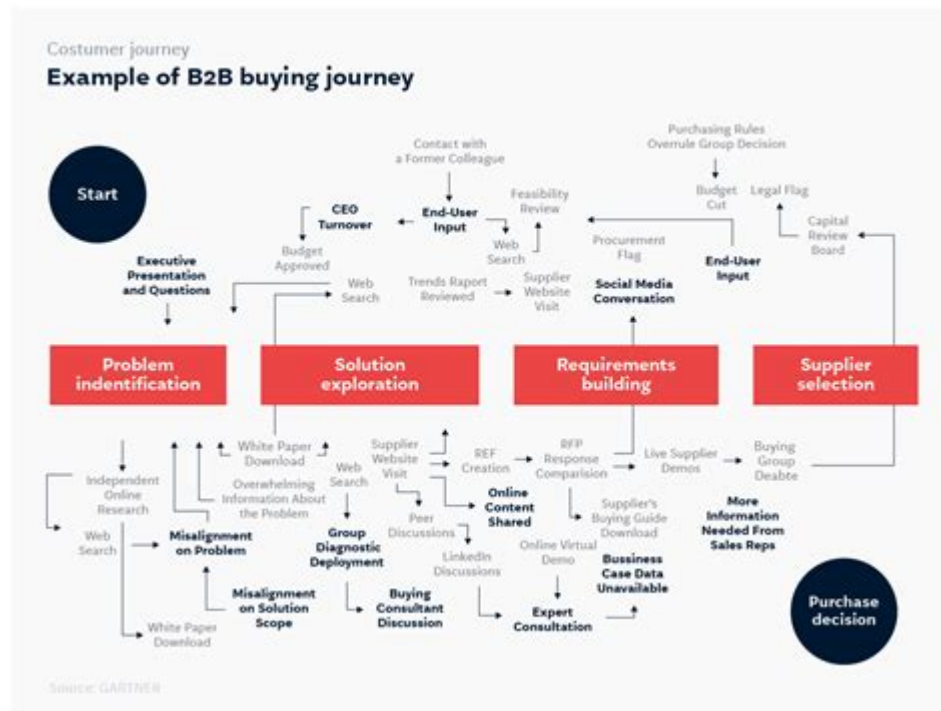 Costumer journey
Example of B2B buying journey
Start
Contact with
a Former Colleague
Purchasing Rules
Overrule Group Decision
CEO
Turnover
End-User
Input
Feasibility
Review
Budget
Cut
Legal Flag
Budget
Approved
Web
Search
Procurement
Flag
Capital
Review
Board
Executive
Presentation
and Questions
Web
Search
Trends Raport
Reviewed
Supplier
Website
Visit
Social Media
Conversation
End-User
Input
Problem
indentification
Solution
exploration
Requirements
building
Supplier
selection
White Paper
Download
Supplier
Website
Visit
REF
Creation
RFP
Response
Comparision
Live Supplier
Demos
Buying
Group
Deabte
Independent
Online
Research
Overwhelming
Information About
the Problem
Web
Search
Online
Content
Shared
Supplier's
Buying Guide
Download
More
Information
Needed From
Sales Reps
Web
Search
Misalignment
on Problem
Group
Diagnostic
Deployment
Peer
Discussions
LinkedIn
Discussions
Online Virtual
Demo
Bussiness
Case Data
Unavailable
Misalignment
on Solution
Scope
Buying
Consultant
Discussion
Expert
Consultation
Purchase
decision
White Paper
Download
Source: GARTNER